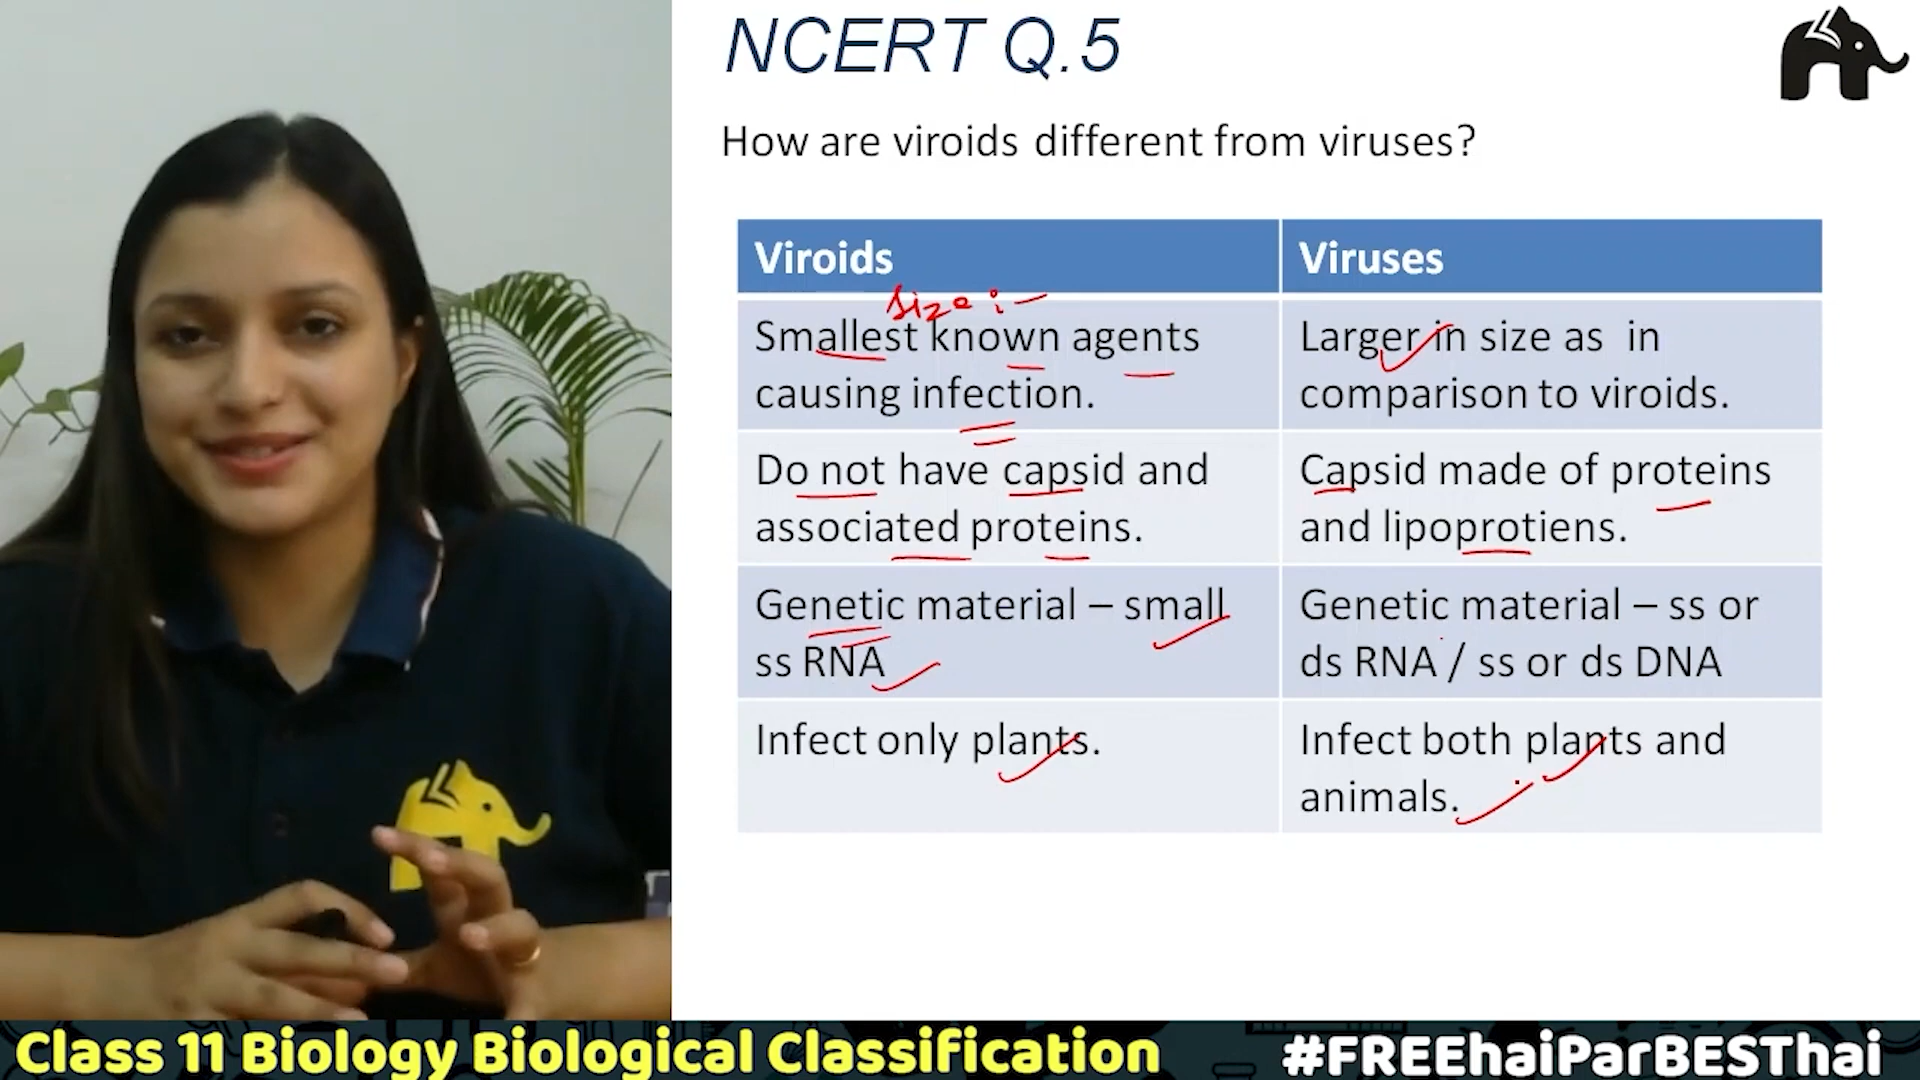 NCERT Q.5
How are viroids different from viruses?
Viroids
Viruses
size :-
Smallest known agents
causing infection.
Larger in size as in
comparison to viroids.
Do not have capsid and
associated proteins.
Capsid made of proteins
and lipoprotiens.
Genetic material – small
ss RNA
Genetic material – ss or
ds RNA / ss or ds DNA
Infect only plants.
Infect both plants and
animals.
Class 11 Biology Biological Classification
#FREEhaiParBESThai